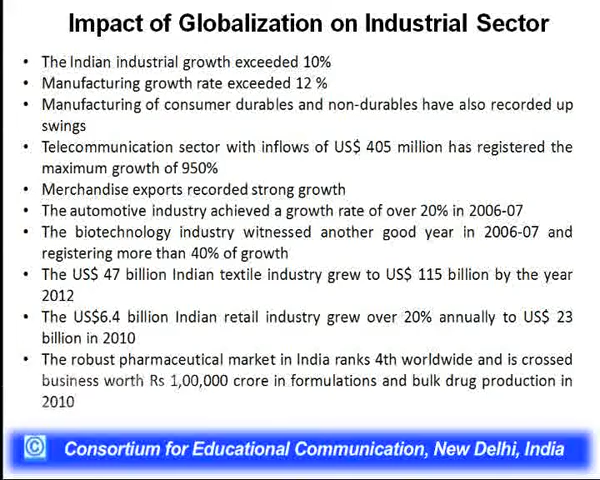 Impact of Globalization on Industrial Sector
• The Indian industrial growth exceeded 10%
• Manufacturing growth rate exceeded 12 %
• Manufacturing of consumer durables and non-durables have also recorded up
swings
• Telecommunication sector with inflows of US$ 405 million has registered the
maximum growth of 950%
• Merchandise exports recorded strong growth
• The automotive industry achieved a growth rate of over 20% in 2006-07
• The biotechnology industry witnessed another good year in 2006-07 and
registering more than 40% of growth
• The US$ 47 billion Indian textile industry grew to US$ 115 billion by the year
2012
• The US$6.4 billion Indian retail industry grew over 20% annually to US$ 23
billion in 2010
• The robust pharmaceutical market in India ranks 4th worldwide and is crossed
business worth Rs 1,00,000 crore in formulations and bulk drug production in
2010
© Consortium for Educational Communication, New Delhi, India